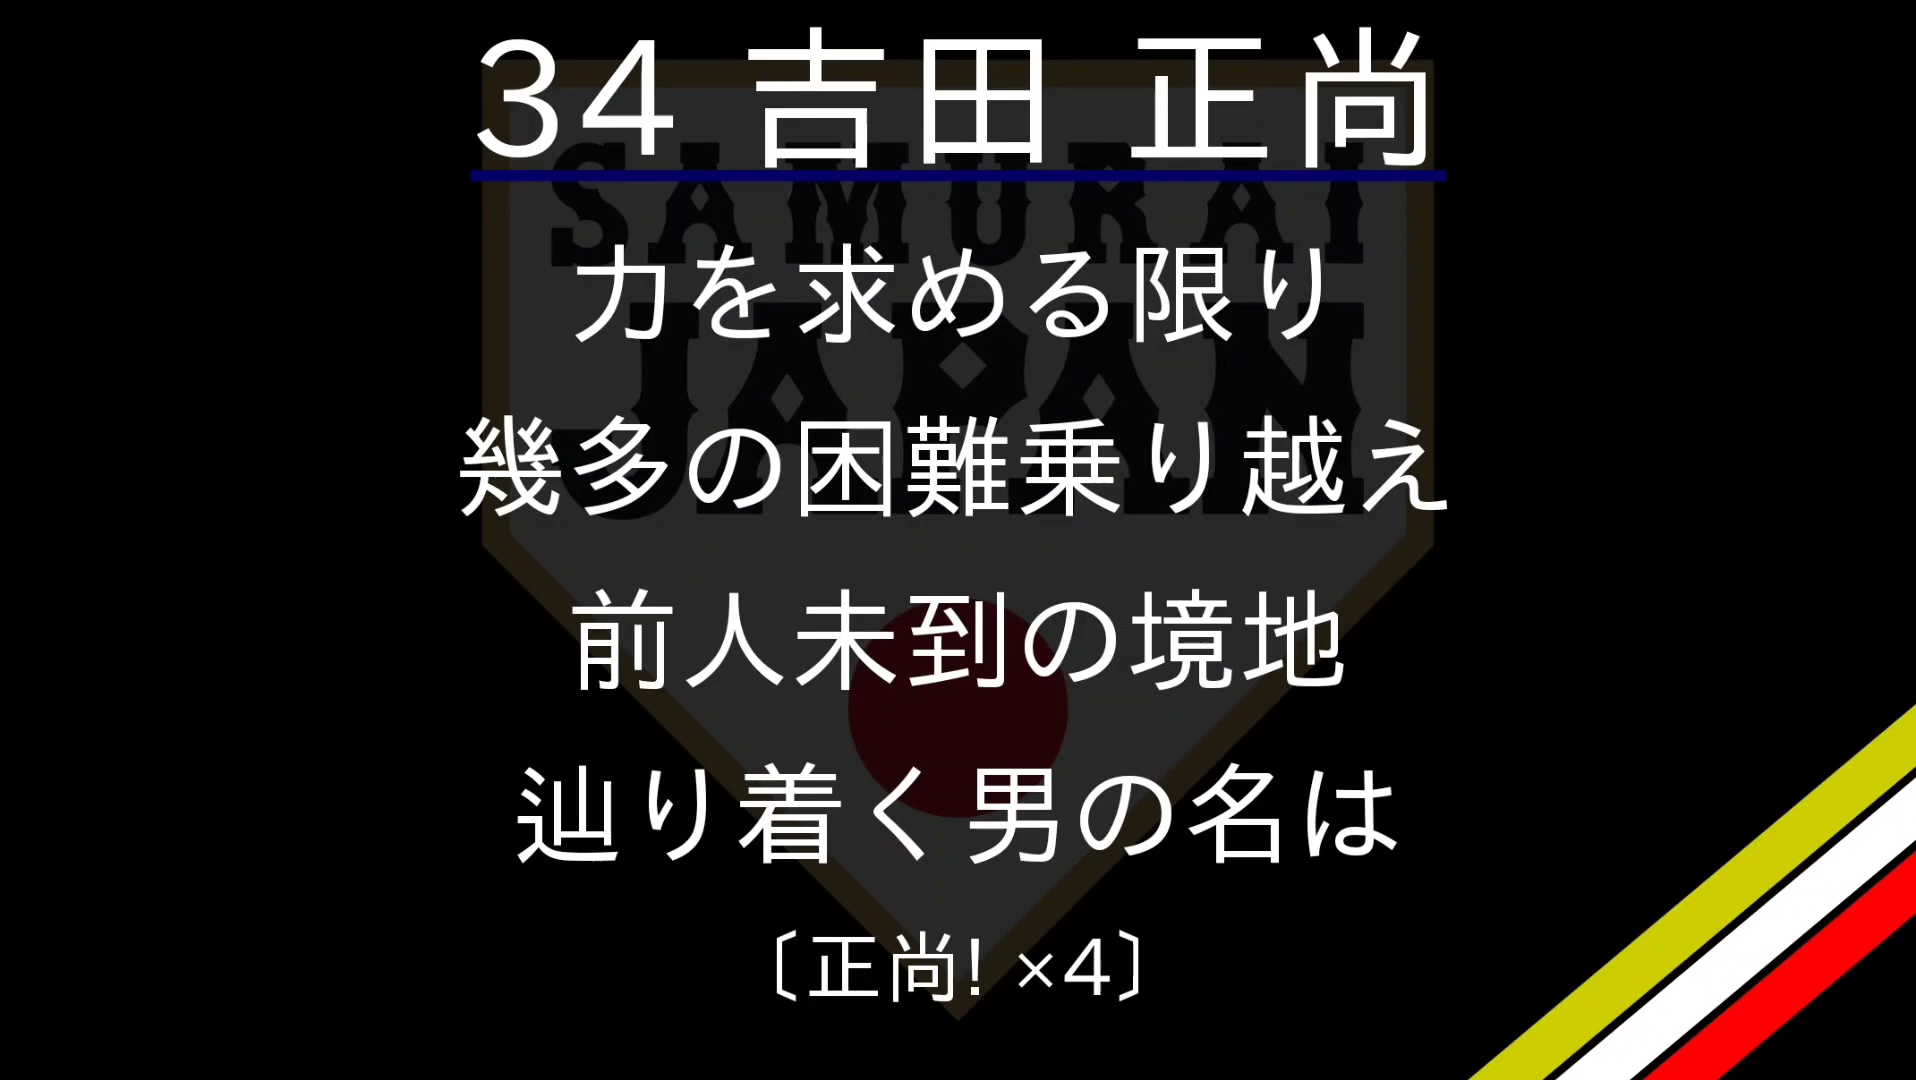 34 吉田 正尚
SAMURAI
JAPAN
力を求める限り
幾多の困難乗り越え
前人未到の境地
辿り着く男の名は
〔正尚! ×4〕